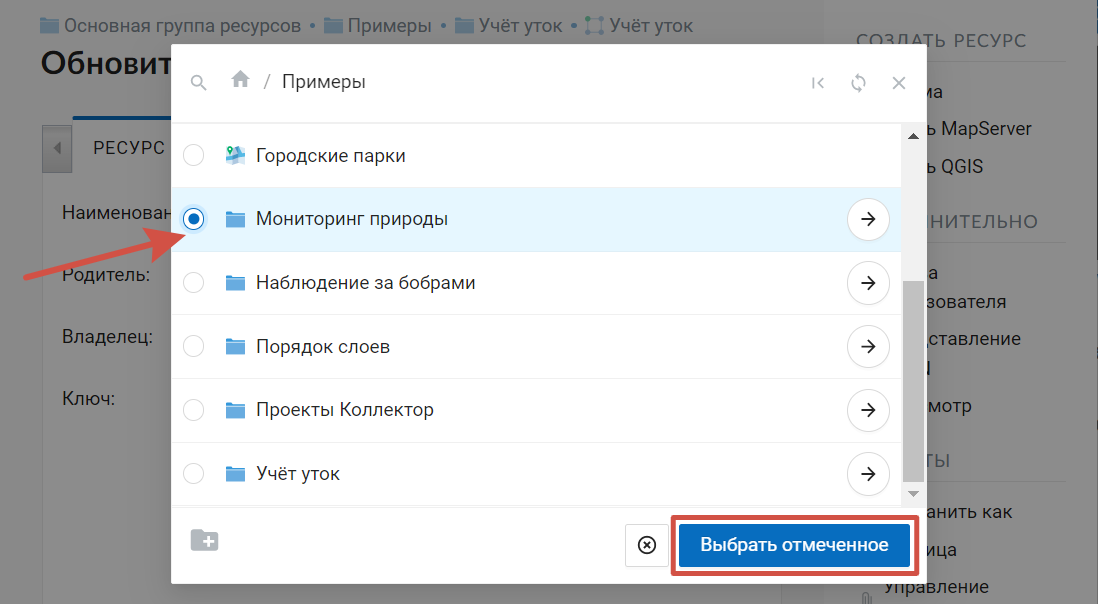 Основная группа ресурсов • Примеры • Учёт уток • Учёт уток
Обновит
СОЗДАТЬ РЕСУРС
/ Примеры
ма
РЕСУРС
ь MapServer
Городские парки
ь QGIS
Наименован
Мониторинг природы
НИТЕЛЬНО
Родитель:
Наблюдение за бобрами
а
зователя
Владелец:
Порядок слоев
дставление
Ключ:
Проекты Коллектор
мотр
ТЫ
Учёт уток
анить как
Выбрать отмеченное
ица
Управление